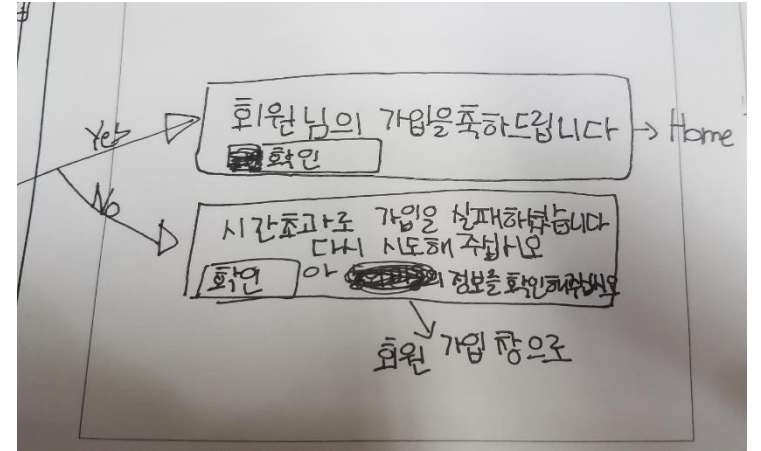 Yes
회원님의 가입을축하드립니다 → Home
확인
No
시간초과로 가입을 실패하셨습니다
다시 시도해 주십시오
확인 의 정보를 확인해주십시오
회원 가입 창으로